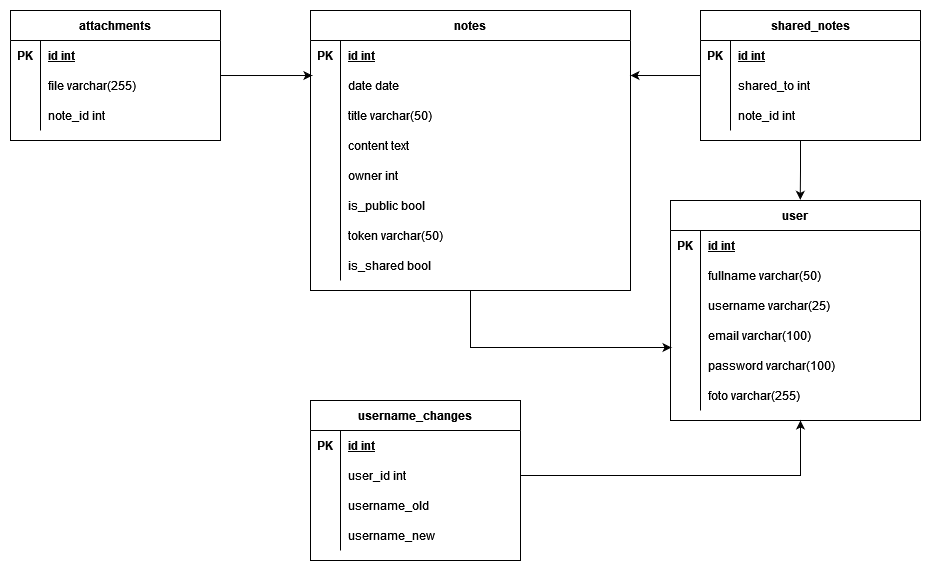 attachments
PK id int
file varchar(255)
note_id int
notes
PK id int
date date
title varchar(50)
content text
owner int
is_public bool
token varchar(50)
is_shared bool
shared_notes
PK id int
shared_to int
note_id int
user
PK id int
fullname varchar(50)
username varchar(25)
email varchar(100)
password varchar(100)
foto varchar(255)
username_changes
PK id int
user_id int
username_old
username_new